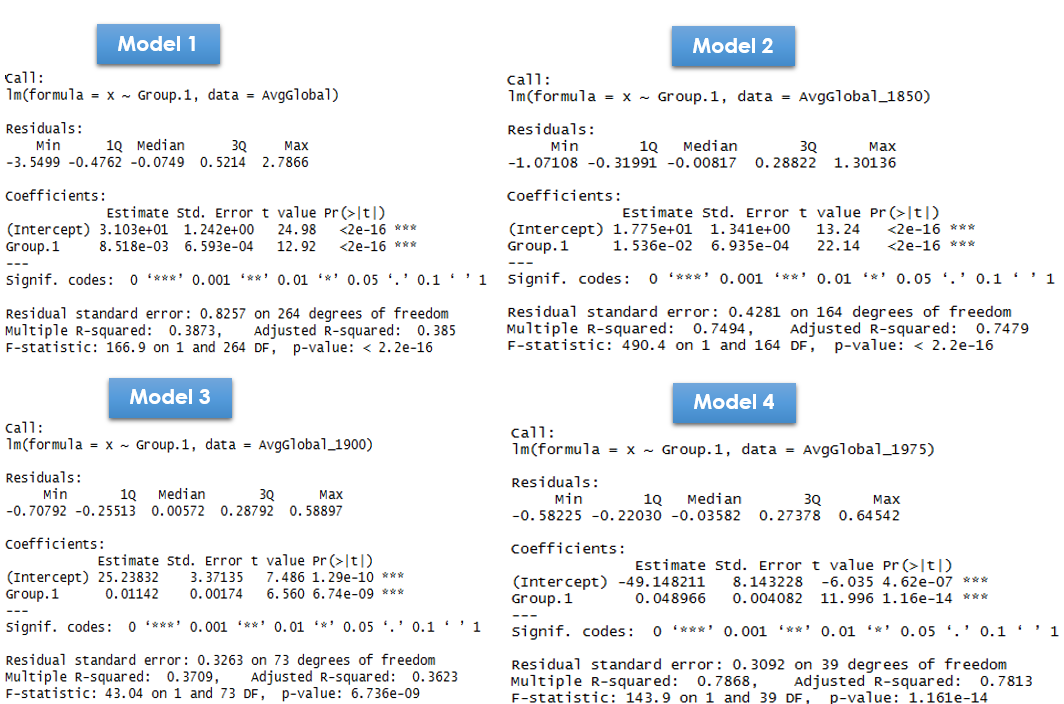 Model 1
Call:
lm(formula = x ~ Group.1, data = AvgGlobal)
Residuals:
Min 1Q Median 3Q Max
-3.5499 -0.4762 -0.0749 0.5214 2.7866
Coefficients:
Estimate Std. Error t value Pr(>|t|)
(Intercept) 3.103e+01 1.242e+00 24.98 <2e-16 ***
Group.1 8.518e-03 6.593e-04 12.92 <2e-16 ***
---
Signif. codes: 0 ‘***’ 0.001 ‘**’ 0.01 ‘*’ 0.05 ‘.’ 0.1 ‘ ’ 1
Residual standard error: 0.8257 on 264 degrees of freedom
Multiple R-squared: 0.3873, Adjusted R-squared: 0.385
F-statistic: 166.9 on 1 and 264 DF, p-value: < 2.2e-16
Model 2
Call:
lm(formula = x ~ Group.1, data = AvgGlobal_1850)
Residuals:
Min 1Q Median 3Q Max
-1.07108 -0.31991 -0.00817 0.28822 1.30136
Coefficients:
Estimate Std. Error t value Pr(>|t|)
(Intercept) 1.775e+01 1.341e+00 13.24 <2e-16 ***
Group.1 1.536e-02 6.935e-04 22.14 <2e-16 ***
---
Signif. codes: 0 ‘***’ 0.001 ‘**’ 0.01 ‘*’ 0.05 ‘.’ 0.1 ‘ ’ 1
Residual standard error: 0.4281 on 164 degrees of freedom
Multiple R-squared: 0.7494, Adjusted R-squared: 0.7479
F-statistic: 490.4 on 1 and 164 DF, p-value: < 2.2e-16
Model 3
Call:
lm(formula = x ~ Group.1, data = AvgGlobal_1900)
Residuals:
Min 1Q Median 3Q Max
-0.70792 -0.25513 0.00572 0.28792 0.58897
Coefficients:
Estimate Std. Error t value Pr(>|t|)
(Intercept) 25.23832 3.37135 7.486 1.29e-10 ***
Group.1 0.01142 0.00174 6.560 6.74e-09 ***
---
Signif. codes: 0 ‘***’ 0.001 ‘**’ 0.01 ‘*’ 0.05 ‘.’ 0.1 ‘ ’ 1
Residual standard error: 0.3263 on 73 degrees of freedom
Multiple R-squared: 0.3709, Adjusted R-squared: 0.3623
F-statistic: 43.04 on 1 and 73 DF, p-value: 6.736e-09
Model 4
Call:
lm(formula = x ~ Group.1, data = AvgGlobal_1975)
Residuals:
Min 1Q Median 3Q Max
-0.58225 -0.22030 -0.03582 0.27378 0.64542
Coefficients:
Estimate Std. Error t value Pr(>|t|)
(Intercept) -49.148211 8.143228 -6.035 4.62e-07 ***
Group.1 0.048966 0.004082 11.996 1.16e-14 ***
---
Signif. codes: 0 ‘***’ 0.001 ‘**’ 0.01 ‘*’ 0.05 ‘.’ 0.1 ‘ ’ 1
Residual standard error: 0.3092 on 39 degrees of freedom
Multiple R-squared: 0.7868, Adjusted R-squared: 0.7813
F-statistic: 143.9 on 1 and 39 DF, p-value: 1.161e-14